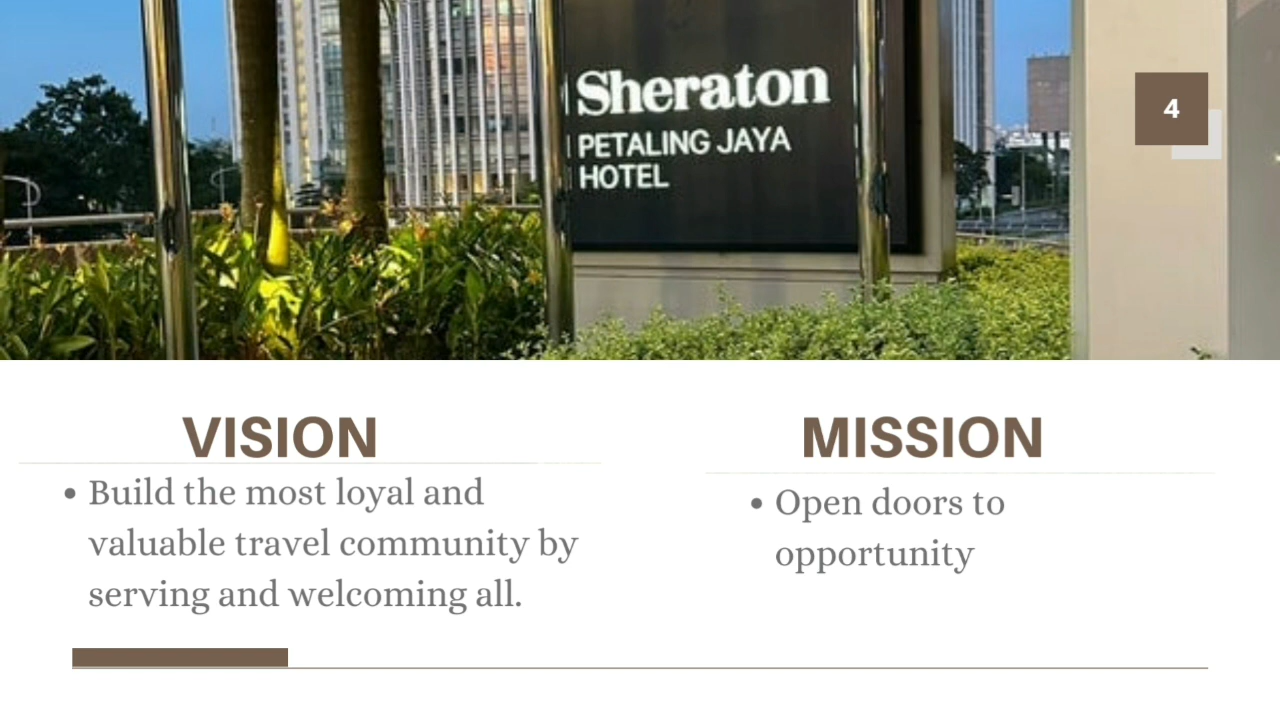 Sheraton
PETALING JAYA
HOTEL
4
VISION
• Build the most loyal and
valuable travel community by
serving and welcoming all.
MISSION
• Open doors to
opportunity